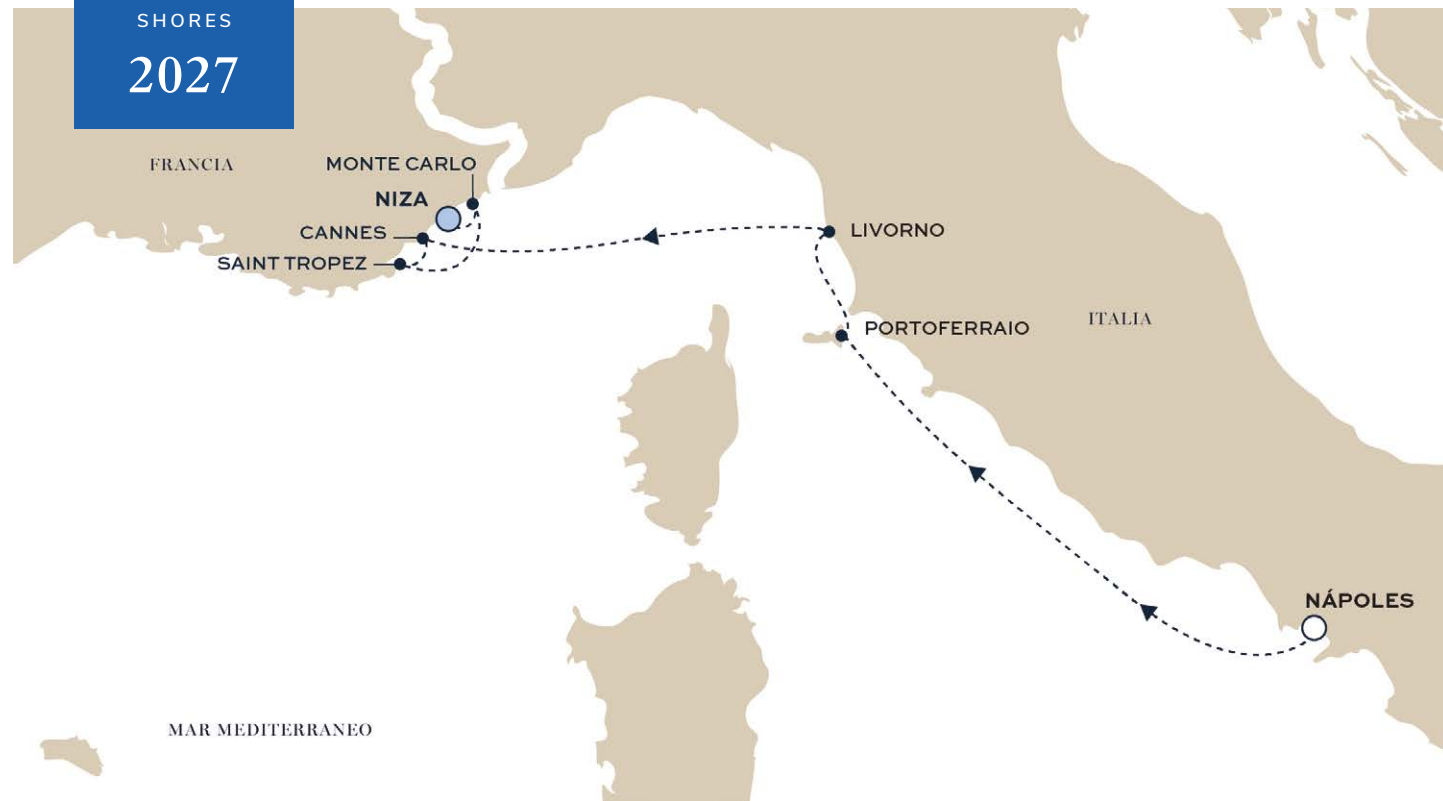 SHORES
2027
FRANCIA
MONTE CARLO
NIZA
CANNES
SAINT TROPEZ
LIVORNO
PORTOFERRAIO
ITALIA
NÁPOLES
MAR MEDITERRANEO